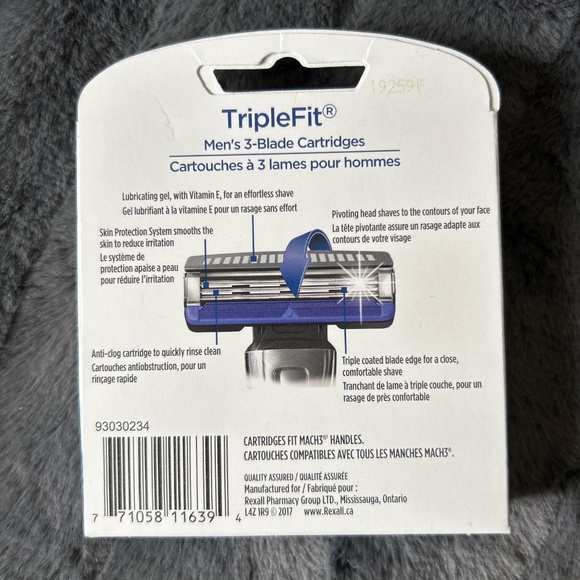 19259F
TripleFit®
Men's 3-Blade Cartridges
Cartouches à 3 lames pour hommes
Lubricating gel, with Vitamin E, for an effortless shave
Gel lubrifiant à la vitamine E pour un rasage sans effort
Skin Protection System smooths the
skin to reduce irritation
Le système de
protection apaise a peau
pour réduire l'irritation
Pivoting head shaves to the contours of your face
La tête pivotante assure un rasage adapte aux
contours de votre visage
Anti-clog cartridge to quickly rinse clean
Cartouches antiobstruction, pour un
rinçage rapide
Triple coated blade edge for a close,
comfortable shave
Tranchant de lame à triple couche, pour un
rasage de près confortable
93030234
7 71058 11639 4
CARTRIDGES FIT MACH3®' HANDLES.
CARTOUCHES COMPATIBLES AVEC TOUS LES MANCHES MACH3®'.
QUALITY ASSURED / QUALITÉ ASSURÉE
Manufactured for / Fabriqué pour :
Rexall Pharmacy Group LTD., Mississauga, Ontario
L4Z 1R9 © 2017 www.Rexall.ca